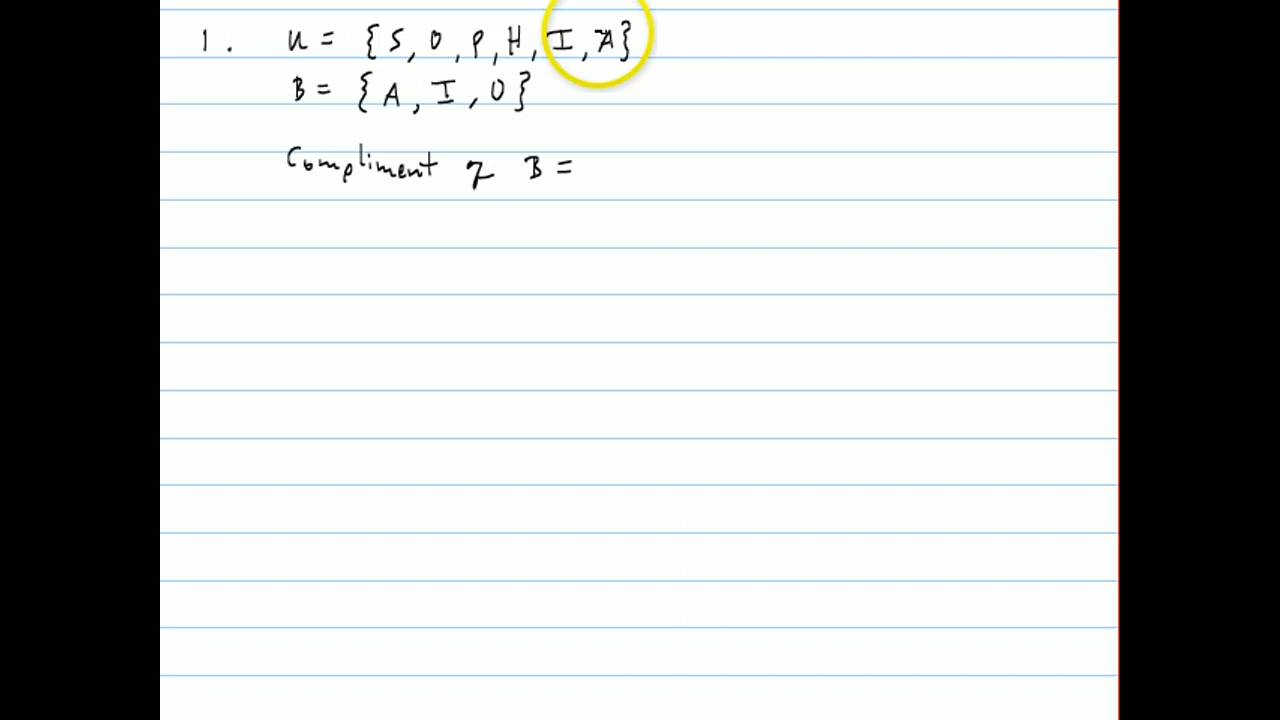 1. U = {S, O, P, H, I, A}
B = {A, I, O}
Compliment of B =